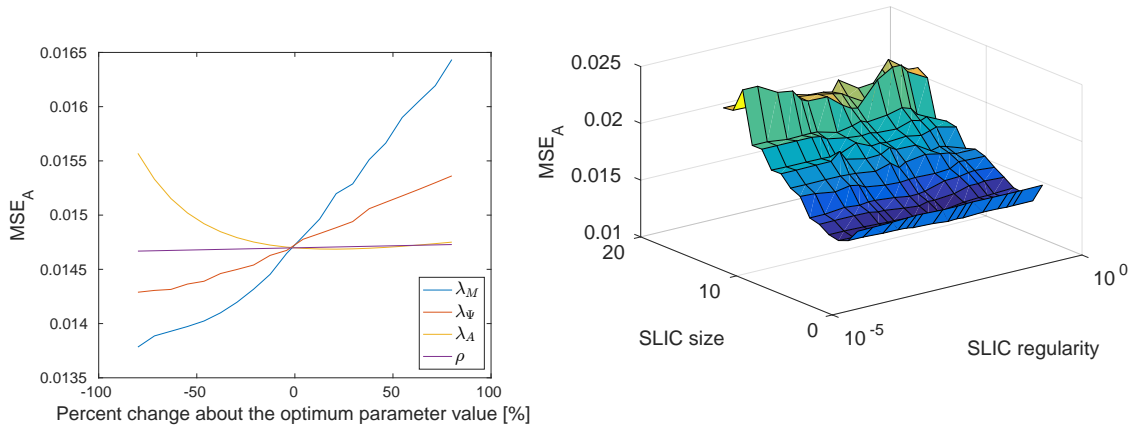 0.0165
0.016
0.0155
0.015
0.0145
0.014
0.0135
MSE_A
-100
-50
0
50
100
Percent change about the optimum parameter value [%]
λ_M
λ_Ψ
λ_A
ρ
0.025
0.02
0.015
0.01
MSE_A
20
10
0
SLIC size
10^-5
10^0
SLIC regularity